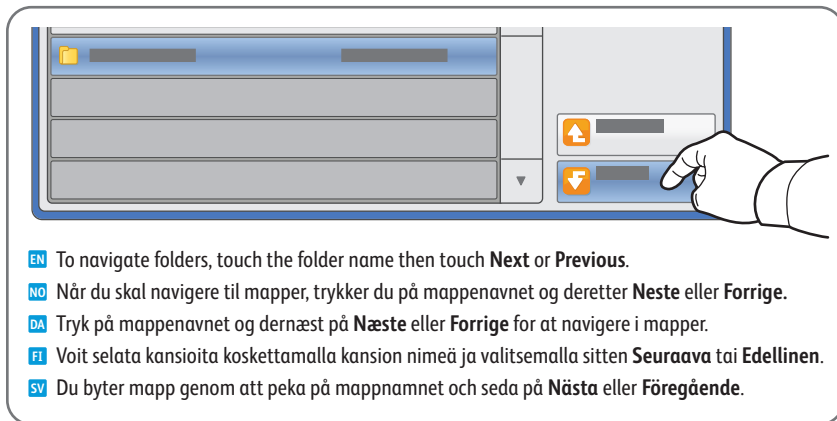 EN To navigate folders, touch the folder name then touch Next or Previous.
NO Når du skal navigere til mapper, trykker du på mappenavnet og deretter Neste eller Forrige.
DA Tryk på mappenavnet og dernæst på Næste eller Forrige for at navigere i mapper.
FI Voit selata kansioita koskettamalla kansion nimeä ja valitsemalla sitten Seuraava tai Edellinen.
SV Du byter mapp genom att peka på mappnamnet och seda på Nästa eller Föregående.